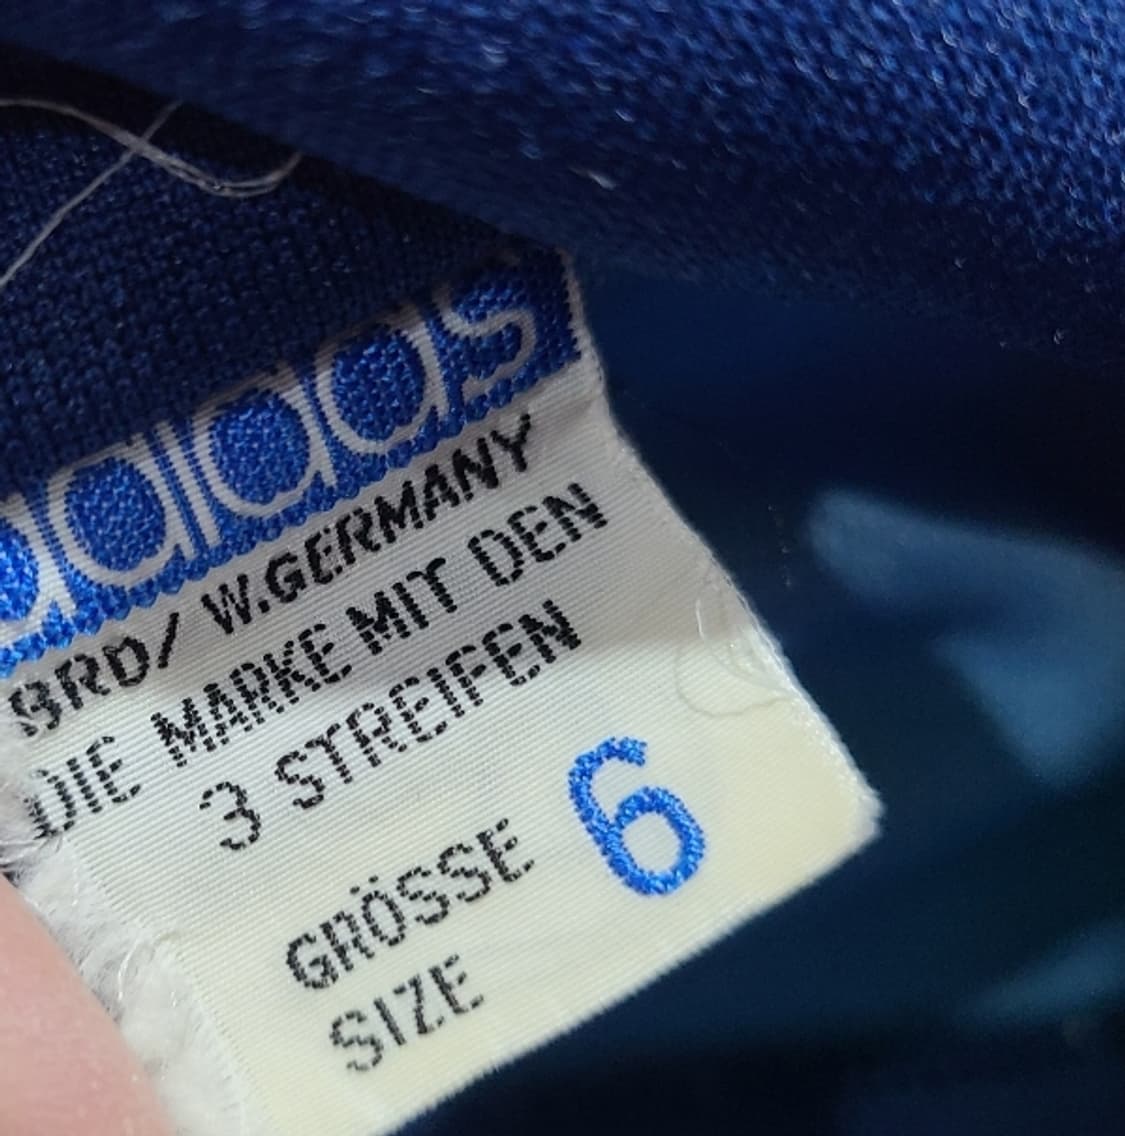 adidas
BRD/ W.GERMANY
DIE MARKE MIT DEN
3 STREIFEN
GRÖSSE 6
SIZE